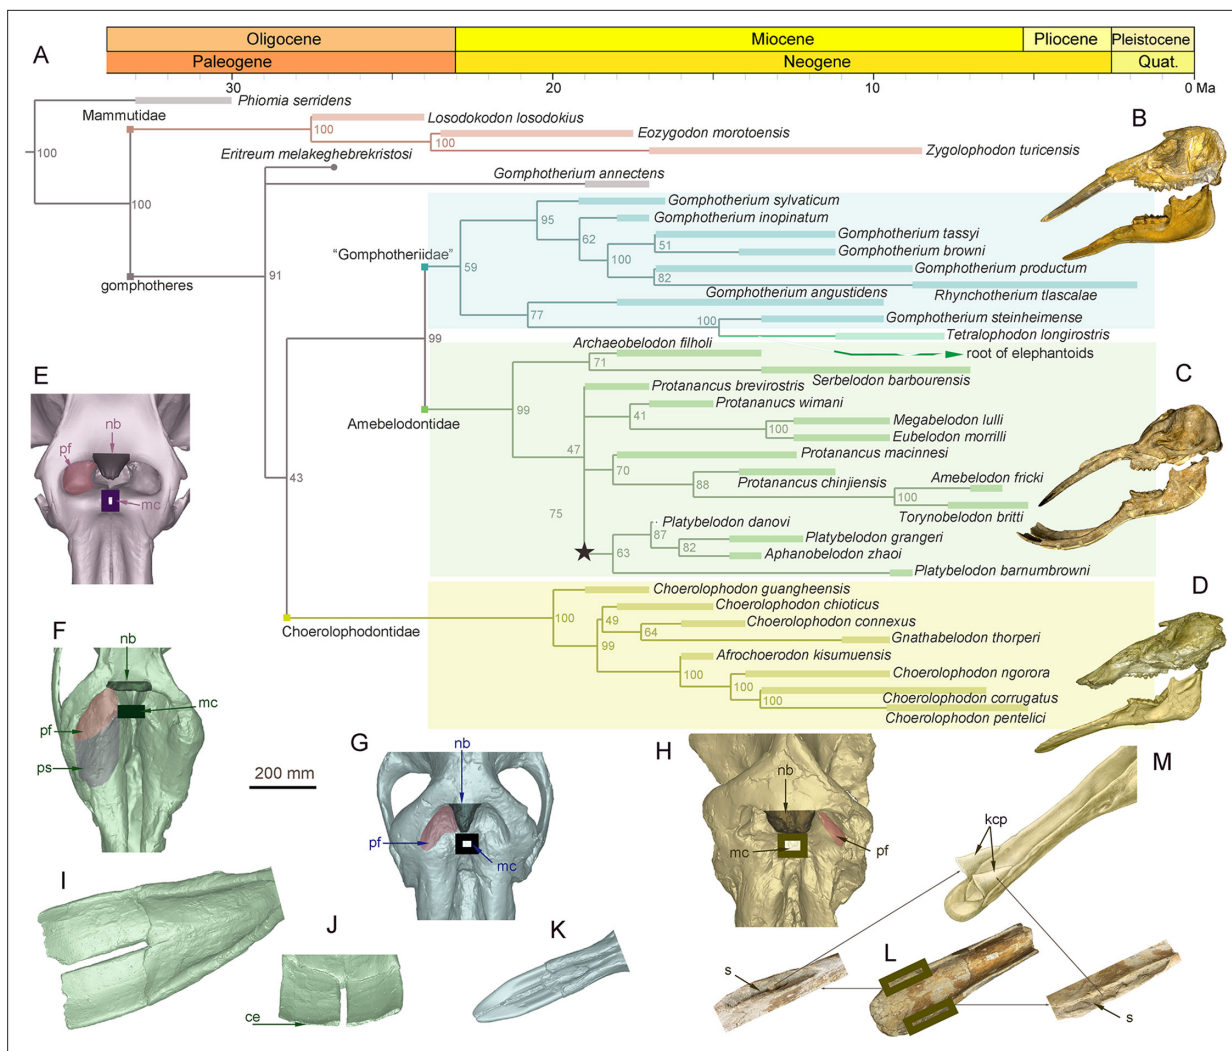 A
Oligocene
Miocene
Pliocene
Pleistocene
Paleogene
Neogene
Quat.
30
20
10
0 Ma
Phiomia serridens
Mammutidae
Losodokodon losodokius
100
Eozygodon morotoensis
100
Zygolophodon turicensis
100
Eritreum melakeghebrekristosi
Gomphotherium annectens
100
gomphotheres
91
B
Gomphotherium sylvaticum
95
Gomphotherium inopinatum
62
Gomphotherium tassyi
51
Gomphotherium browni
100
"Gomphotheriidae"
59
Gomphotherium productum
82
Rhynchotherium tlascalae
Gomphotherium angustidens
77
Gomphotherium steinheimense
100
Tetralophodon longirostris
99
root of elephantoids
Archaeobelodon filholi
71
Serbelodon barbourensis
C
Protanancus brevirostris
Protanancus wimani
41
99
Amebelodontidae
Megabelodon lulli
100
Eubelodon morrilli
47
Protanancus macinnesi
70
Protanancus chinjiensis
88
Amebelodon fricki
100
Torynobelodon britti
75
Platybelodon danovi
87
Platybelodon grangeri
82
Aphanobelodon zhaoi
63
Platybelodon barnumbrowni
43
D
Choerolophodon guangheensis
100
Choerolophodontidae
Choerolophodon chioticus
49
Choerolophodon connexus
64
Gnathabelodon thorperi
99
Afrochoerodon kisumuensis
100
Choerolophodon ngorora
100
Choerolophodon corrugatus
100
Choerolophodon pentelici
E
nb
pf
mc
F
nb
mc
pf
ps
200 mm
G
nb
pf
mc
H
nb
mc
pf
M
kcp
I
J
ce
K
L
s
s